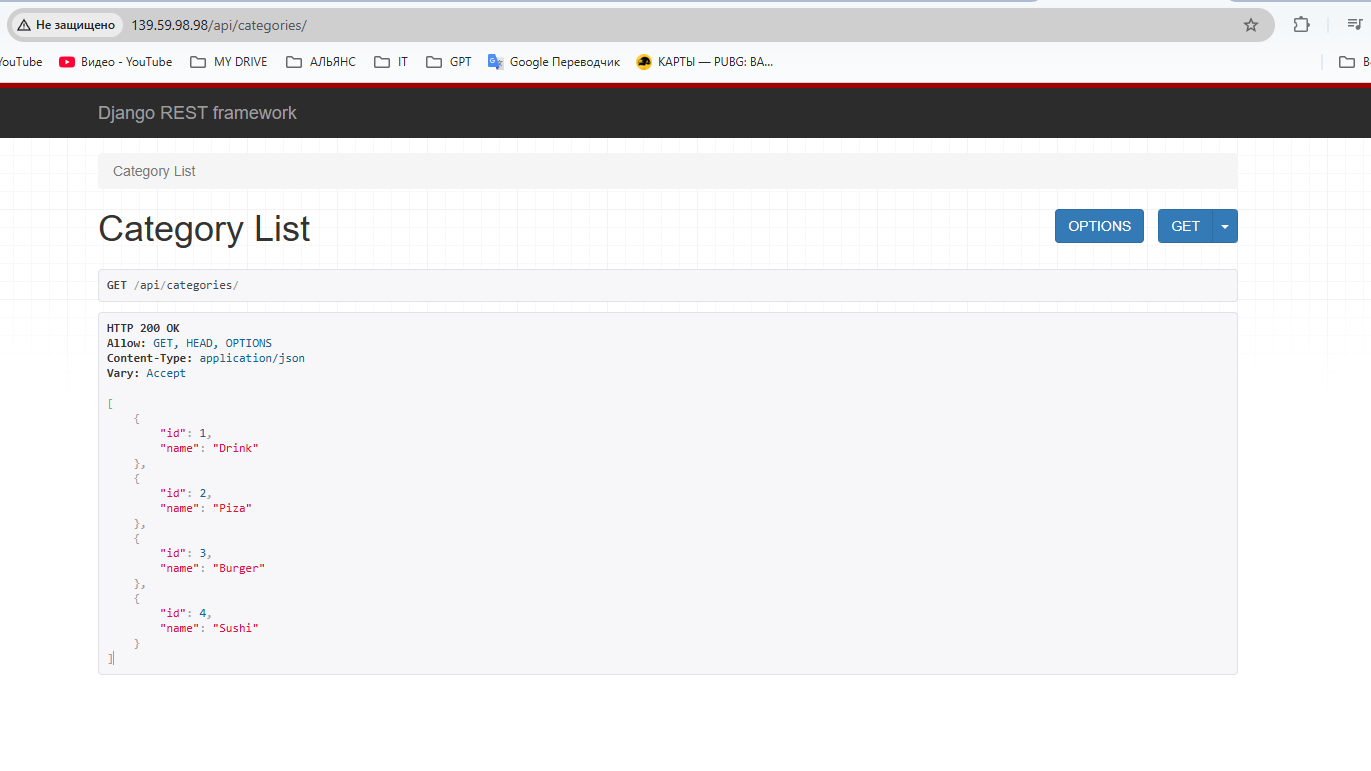 Не защищено 139.59.98.98/api/categories/
YouTube Видео - YouTube MY DRIVE АЛЬЯНС IT GPT Google Переводчик КАРТЫ — PUBG: BA...
Django REST framework
Category List
Category List OPTIONS GET
GET /api/categories/
HTTP 200 OK
Allow: GET, HEAD, OPTIONS
Content-Type: application/json
Vary: Accept
[
{
"id": 1,
"name": "Drink"
},
{
"id": 2,
"name": "Piza"
},
{
"id": 3,
"name": "Burger"
},
{
"id": 4,
"name": "Sushi"
}
]